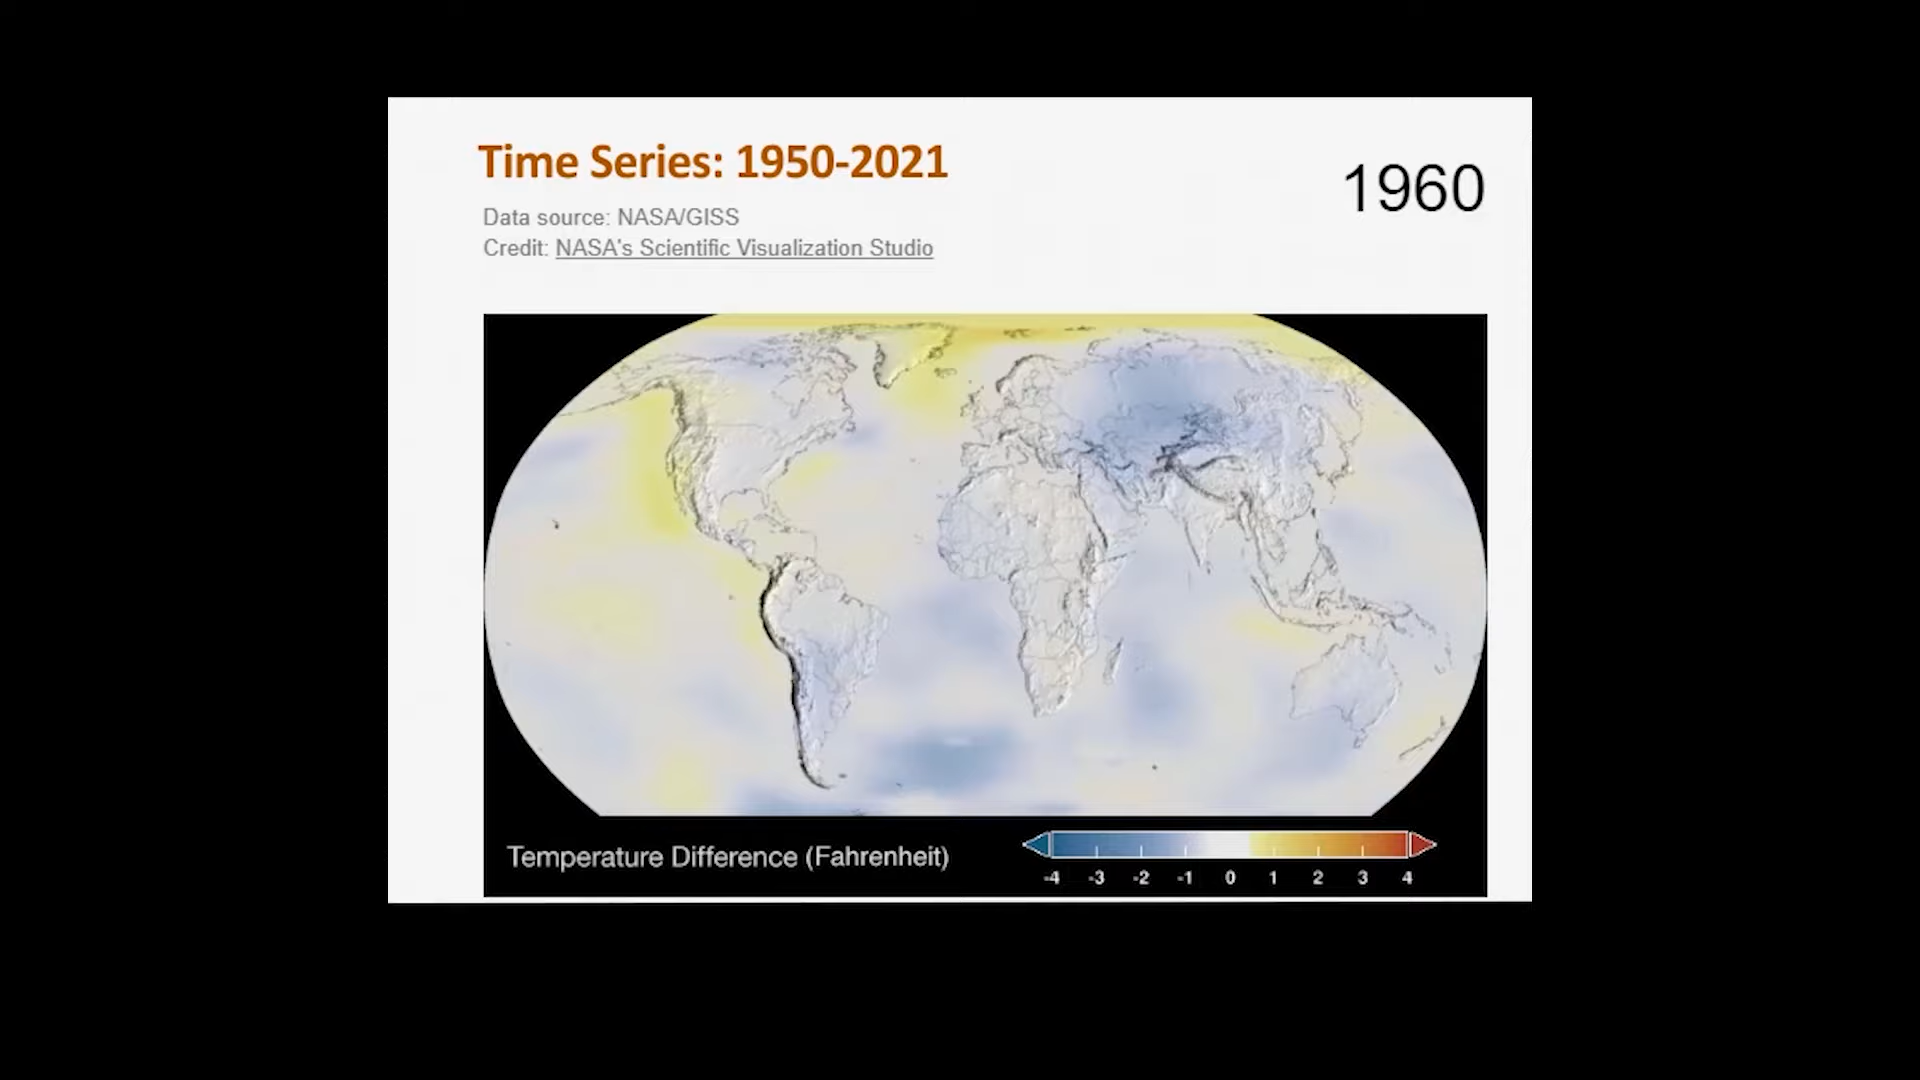 Time Series: 1950-2021
1960
Data source: NASA/GISS
Credit: NASA's Scientific Visualization Studio
Temperature Difference (Fahrenheit)
-4 -3 -2 -1 0 1 2 3 4